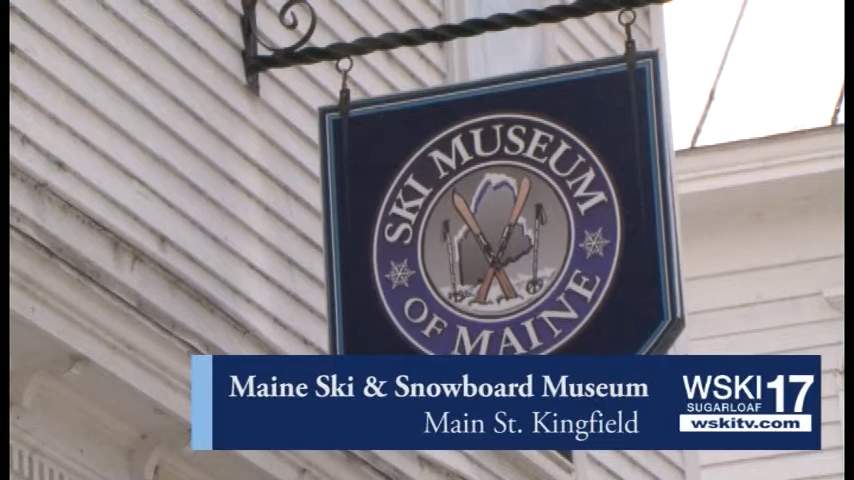 SKI MUSEUM
OF MAINE
Maine Ski & Snowboard Museum
Main St. Kingfield
WSKI 17
SUGARLOAF
wskitv.com